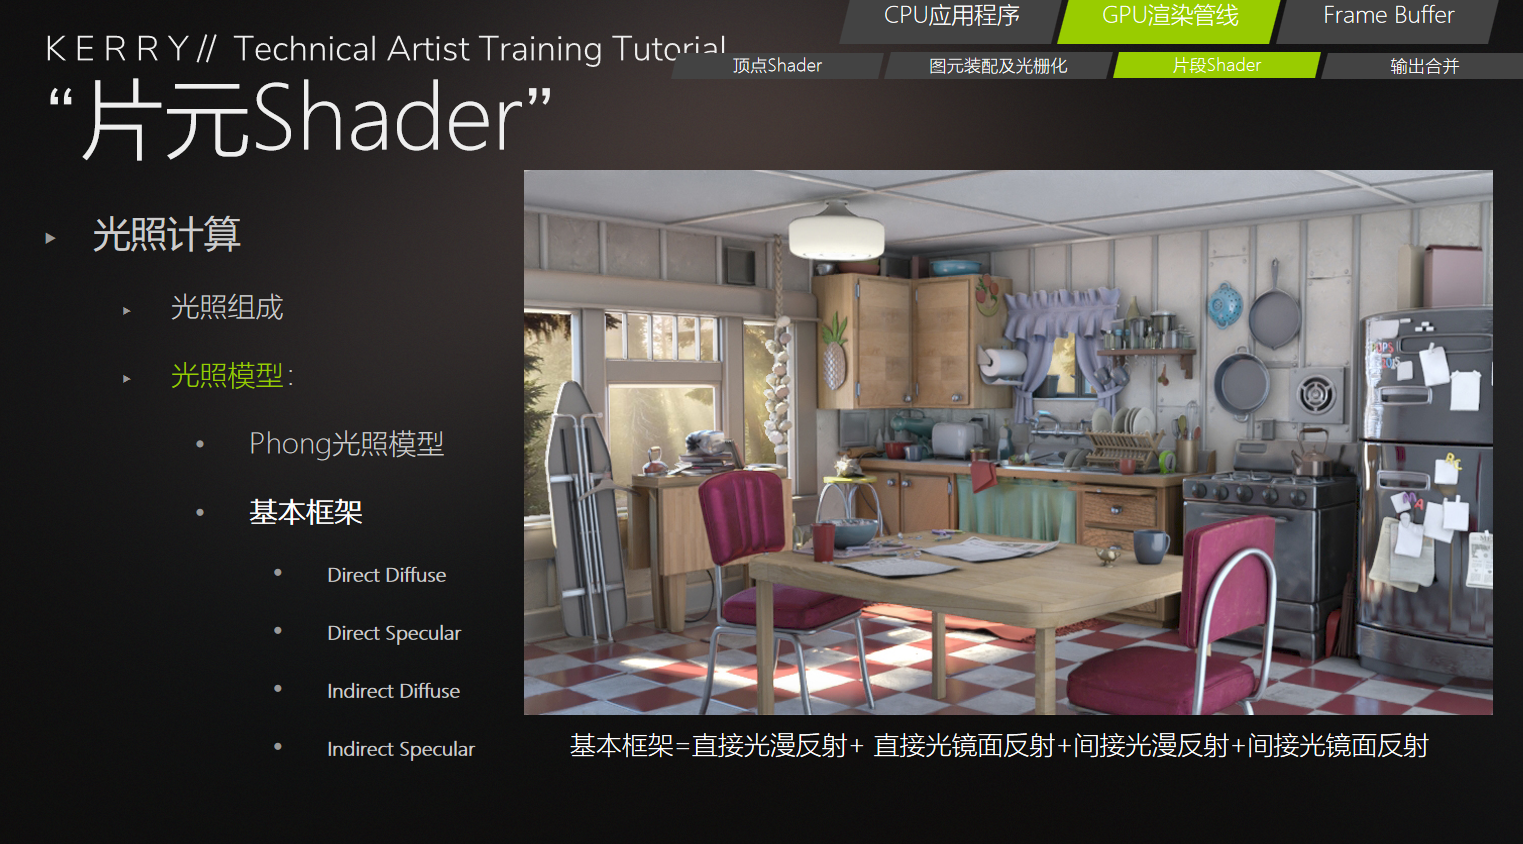 CPU应用程序
GPU渲染管线
Frame Buffer
KERRY// Technical Artist Training Tutorial
顶点Shader
图元装配及光栅化
片段Shader
输出合并
“片元Shader”
光照计算
光照组成
光照模型:
Phong光照模型
基本框架
Direct Diffuse
Direct Specular
Indirect Diffuse
Indirect Specular
基本框架=直接光漫反射+ 直接光镜面反射+间接光漫反射+间接光镜面反射